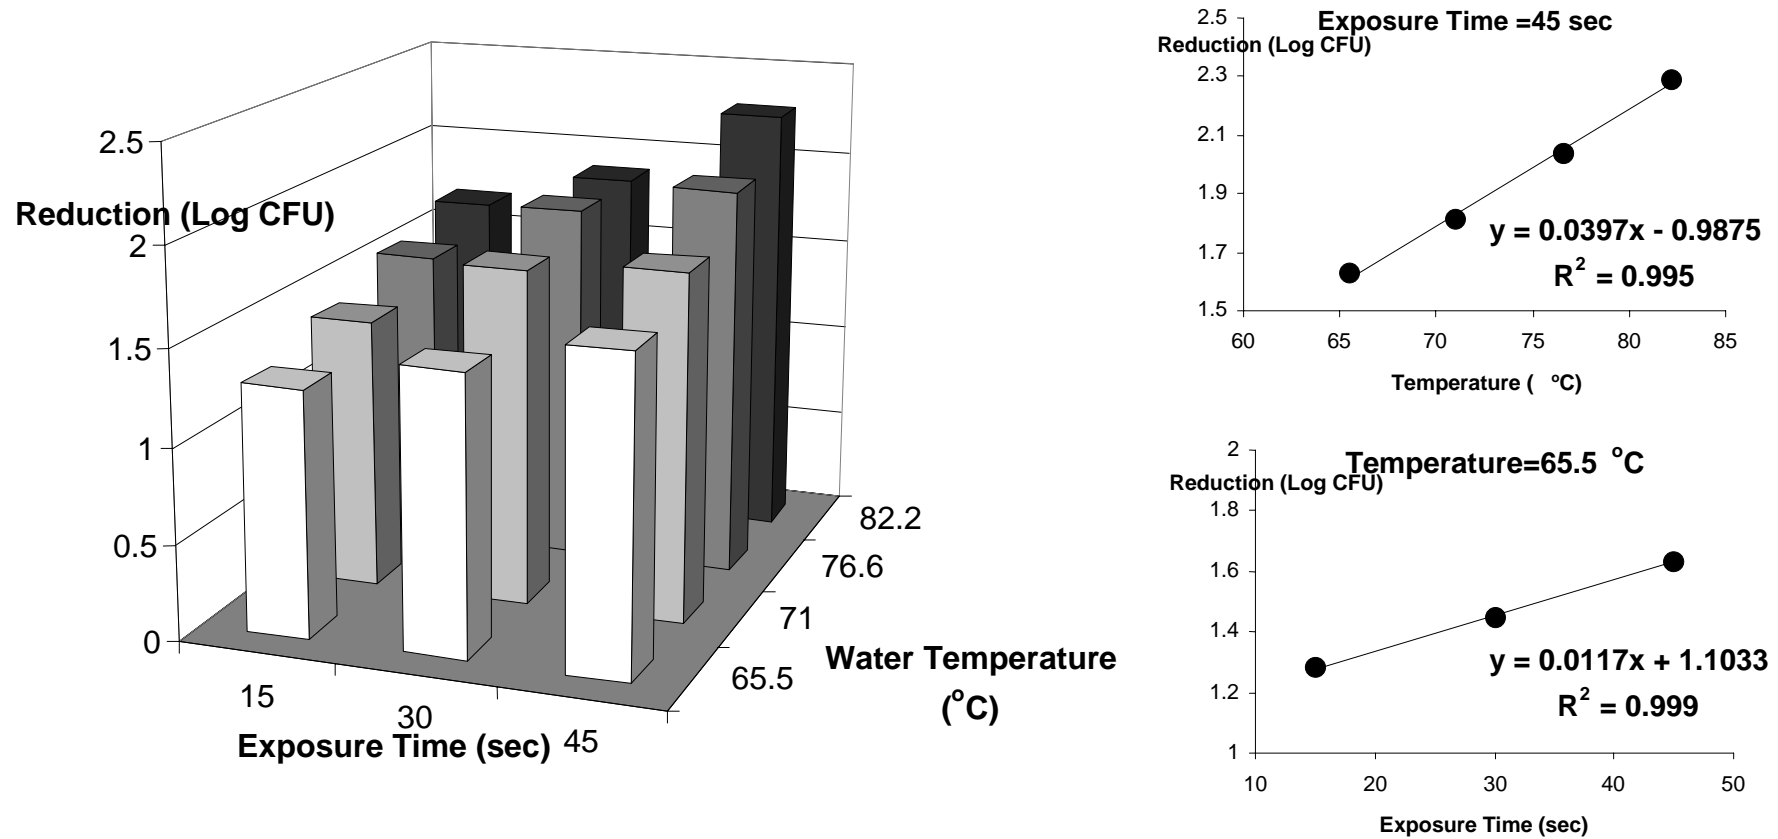 2.5
Reduction (Log CFU)
2
1.5
1
0.5
0
15
30
45
Exposure Time (sec)
82.2
76.6
71
65.5
Water Temperature
(°C)
Exposure Time =45 sec
Reduction (Log CFU)
2.5
2.3
2.1
1.9
1.7
1.5
y = 0.0397x - 0.9875
R² = 0.995
60 65 70 75 80 85
Temperature ( °C)
Temperature=65.5 °C
Reduction (Log CFU)
2
1.8
1.6
1.4
1.2
1
y = 0.0117x + 1.1033
R² = 0.999
10 20 30 40 50
Exposure Time (sec)